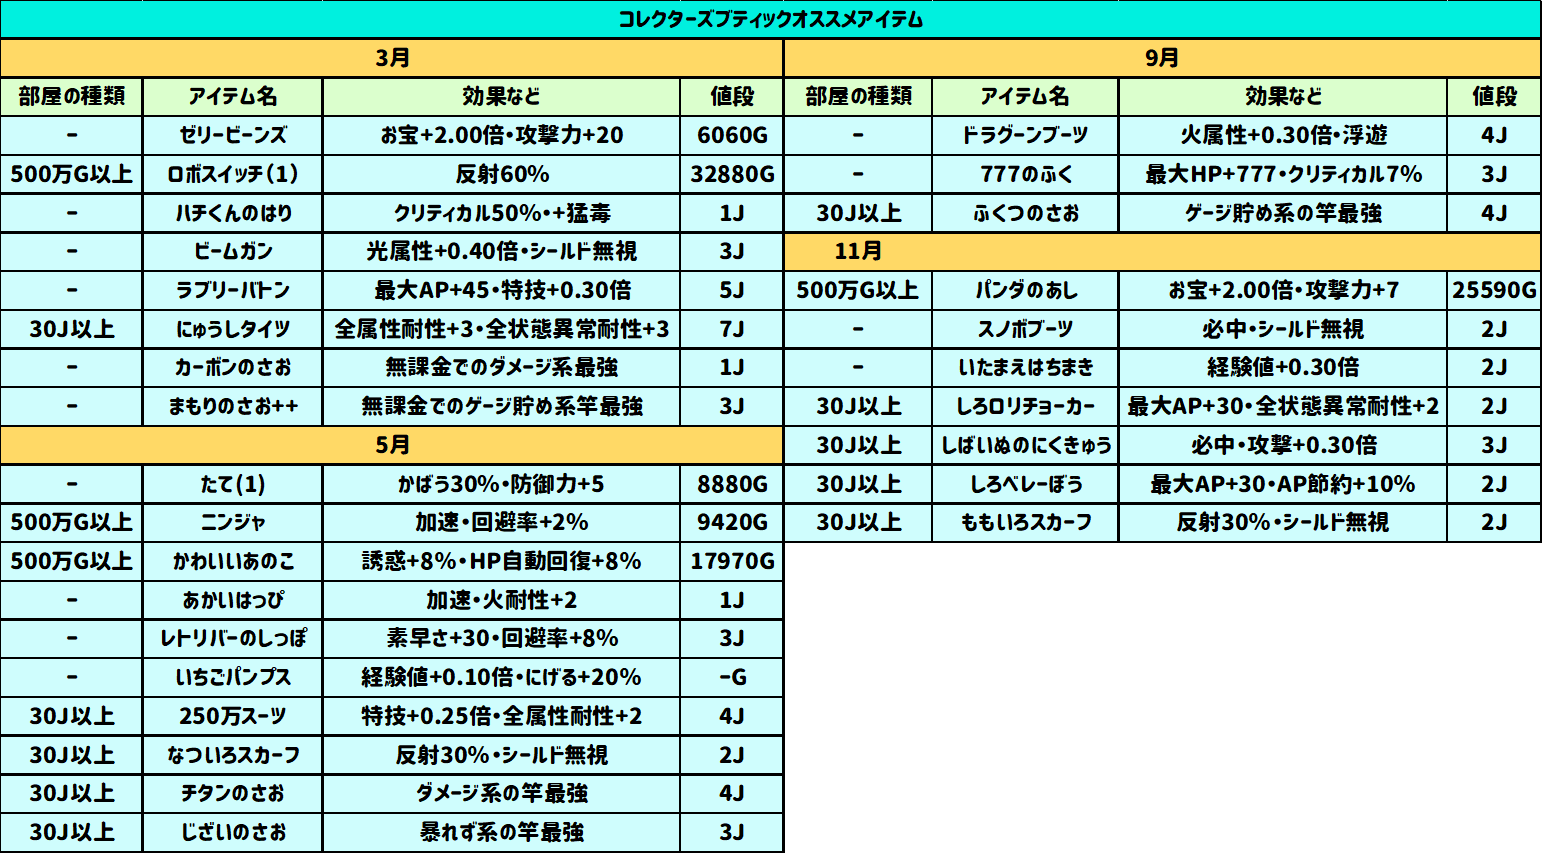 コレクターズブティックオススメアイテム
3月
部屋の種類 アイテム名 効果など 値段
- ゼリービーンズ お宝+2.00倍・攻撃力+20 6060G
500万G以上 ロボスイッチ(1) 反射60% 32880G
- ハチくんのはり クリティカル50%・+猛毒 1J
- ビームガン 光属性+0.40倍・シールド無視 3J
- ラブリーバトン 最大AP+45・特技+0.30倍 5J
30J以上 にゅうしタイツ 全属性耐性+3・全状態異常耐性+3 7J
- カーボンのさお 無課金でのダメージ系最強 1J
- まもりのさお++ 無課金でのゲージ貯め系竿最強 3J
5月
- たて(1) かばう30%・防御力+5 8880G
500万G以上 ニンジャ 加速・回避率+2% 9420G
500万G以上 かわいいあのこ 誘惑+8%・HP自動回復+8% 17970G
- あかいはっぴ 加速・火耐性+2 1J
- レトリバーのしっぽ 素早さ+30・回避率+8% 3J
- いちごパンプス 経験値+0.10倍・にげる+20% -G
30J以上 250万スーツ 特技+0.25倍・全属性耐性+2 4J
30J以上 なついろスカーフ 反射30%・シールド無視 2J
30J以上 チタンのさお ダメージ系の竿最強 4J
30J以上 じざいのさお 暴れず系の竿最強 3J
9月
部屋の種類 アイテム名 効果など 値段
- ドラグーンブーツ 火属性+0.30倍・浮遊 4J
- 777のふく 最大HP+777・クリティカル7% 3J
30J以上 ふくつのさお ゲージ貯め系の竿最強 4J
11月
500万G以上 パンダのあし お宝+2.00倍・攻撃力+7 25590G
- スノボブーツ 必中・シールド無視 2J
- いたまえはちまき 経験値+0.30倍 2J
30J以上 しろロリチョーカー 最大AP+30・全状態異常耐性+2 2J
30J以上 しばいぬのにくきゅう 必中・攻撃+0.30倍 3J
30J以上 しろベレーぼう 最大AP+30・AP節約+10% 2J
30J以上 ももいろスカーフ 反射30%・シールド無視 2J